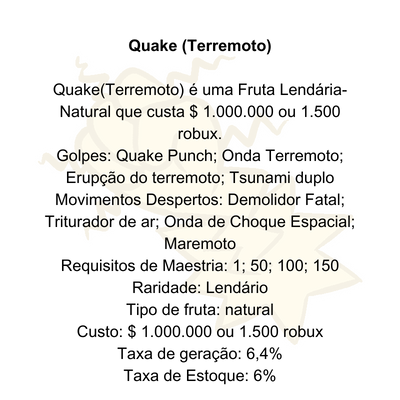 Quake (Terremoto)
Quake(Terremoto) é uma Fruta Lendária-
Natural que custa $ 1.000.000 ou 1.500
robux.
Golpes: Quake Punch; Onda Terremoto;
Erupção do terremoto; Tsunami duplo
Movimentos Despertos: Demolidor Fatal;
Triturador de ar; Onda de Choque Espacial;
Maremoto
Requisitos de Maestria: 1; 50; 100; 150
Raridade: Lendário
Tipo de fruta: natural
Custo: $ 1.000.000 ou 1.500 robux
Taxa de geração: 6,4%
Taxa de Estoque: 6%